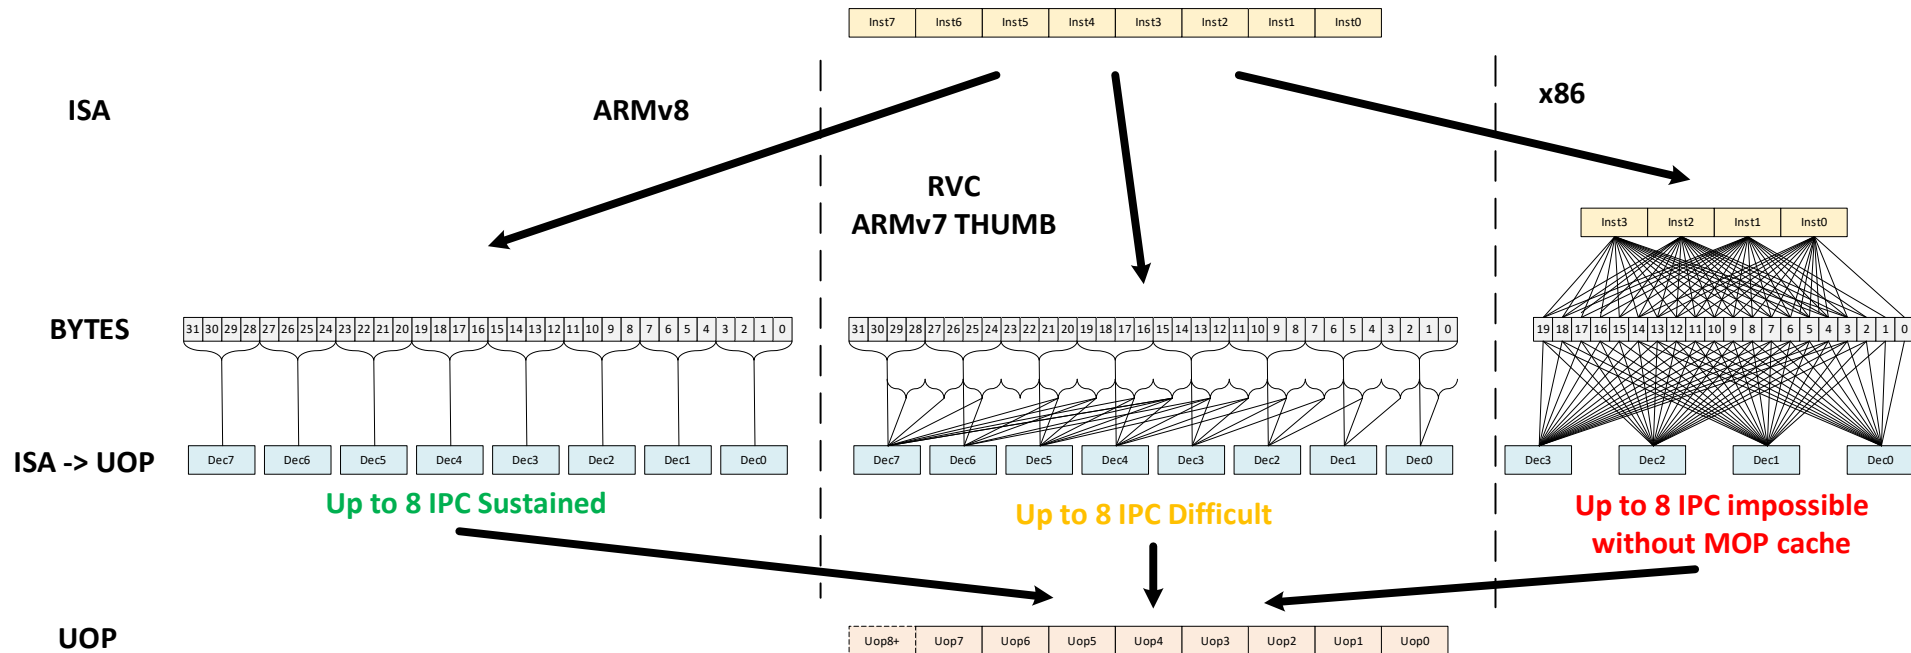 Inst7 Inst6 Inst5 Inst4 Inst3 Inst2 Inst1 Inst0
ISA
ARMv8
x86
RVC
ARMv7 THUMB
Inst3 Inst2 Inst1 Inst0
BYTES
31 30 29 28 27 26 25 24 23 22 21 20 19 18 17 16 15 14 13 12 11 10 9 8 7 6 5 4 3 2 1 0
31 30 29 28 27 26 25 24 23 22 21 20 19 18 17 16 15 14 13 12 11 10 9 8 7 6 5 4 3 2 1 0
19 18 17 16 15 14 13 12 11 10 9 8 7 6 5 4 3 2 1 0
ISA -> UOP
Dec7 Dec6 Dec5 Dec4 Dec3 Dec2 Dec1 Dec0
Dec7 Dec6 Dec5 Dec4 Dec3 Dec2 Dec1 Dec0
Dec3 Dec2 Dec1 Dec0
Up to 8 IPC Sustained
Up to 8 IPC Difficult
Up to 8 IPC impossible
without MOP cache
UOP
Uop8+ Uop7 Uop6 Uop5 Uop4 Uop3 Uop2 Uop1 Uop0